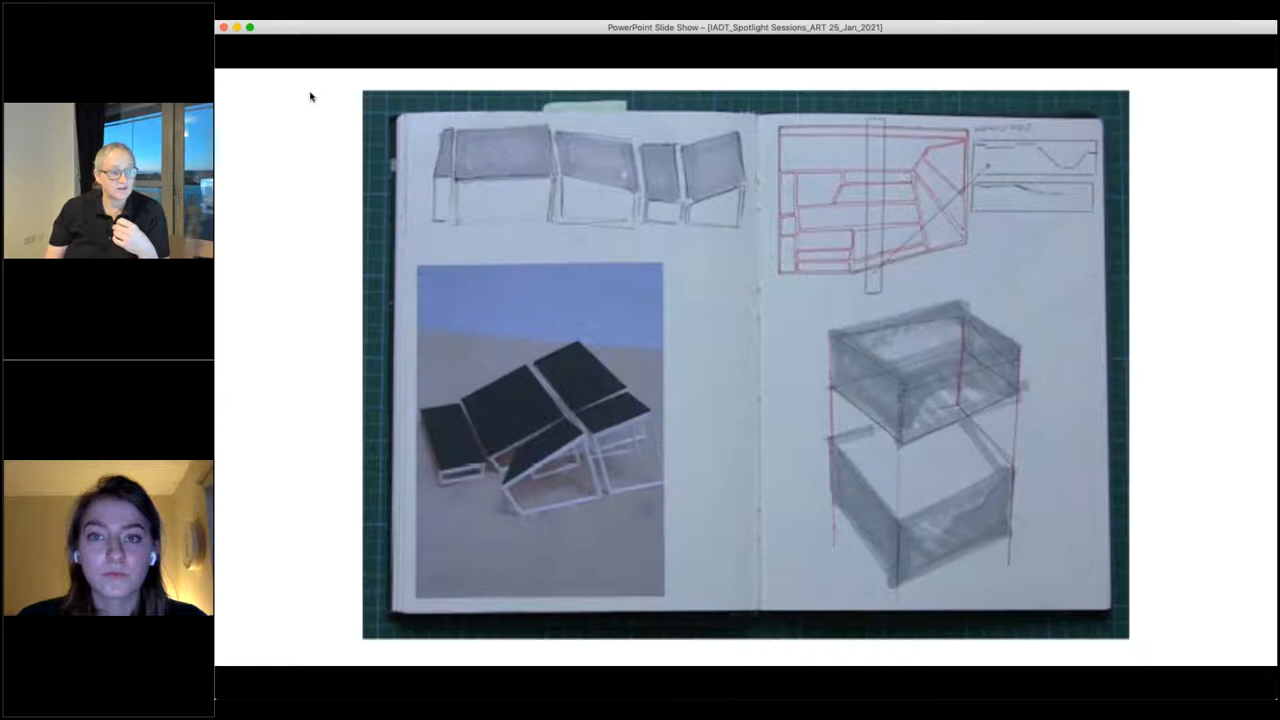 PowerPoint Slide Show – [IADT_Spotlight Sessions_ART 25_Jan_2021]